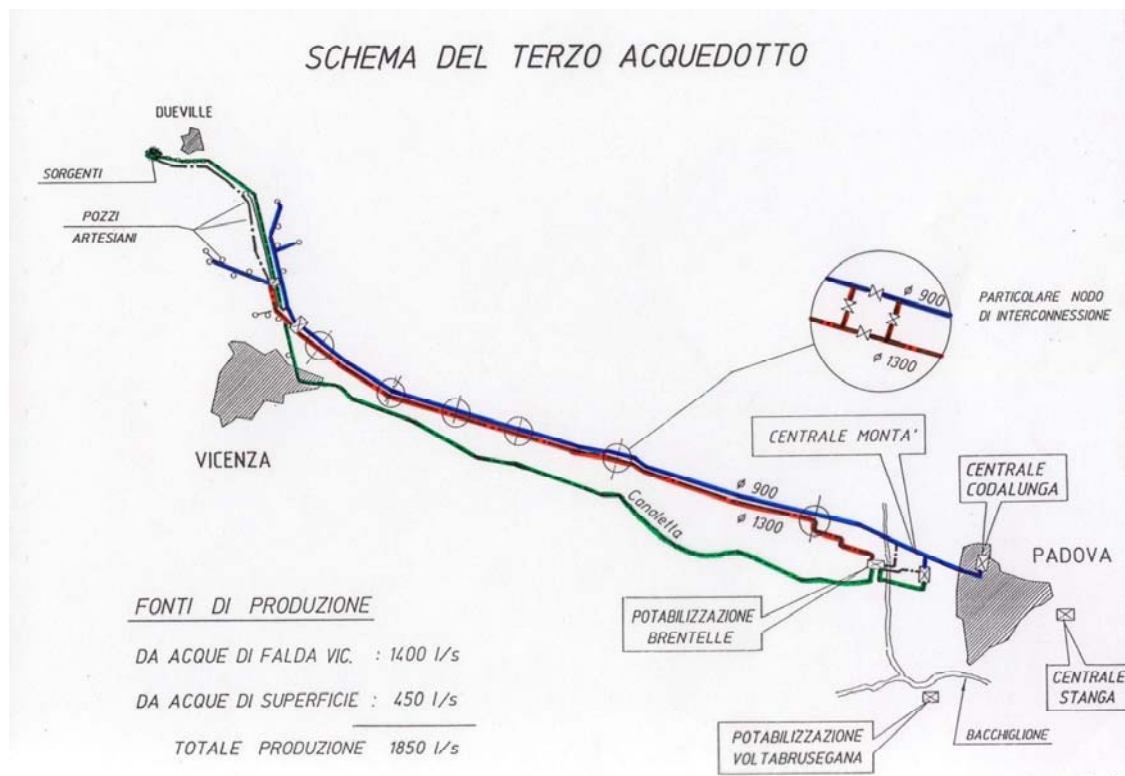 SCHEMA DEL TERZO ACQUEDOTTO
DUEVILLE
SORGENTI
POZZI
ARTESIANI
ø 900
ø 1300
PARTICOLARE NODO
DI INTERCONNESSIONE
VICENZA
CENTRALE MONTA'
CENTRALE
CODALUNGA
ø 900
ø 1300
Canaletta
PADOVA
POTABILIZZAZIONE
BRENTELLE
FONTI DI PRODUZIONE
DA ACQUE DI FALDA VIC. : 1400 l/s
DA ACQUE DI SUPERFICIE : 450 l/s
TOTALE PRODUZIONE 1850 l/s
CENTRALE
STANGA
POTABILIZZAZIONE
VOLTABRUSEGANA
BACCHIGLIONE